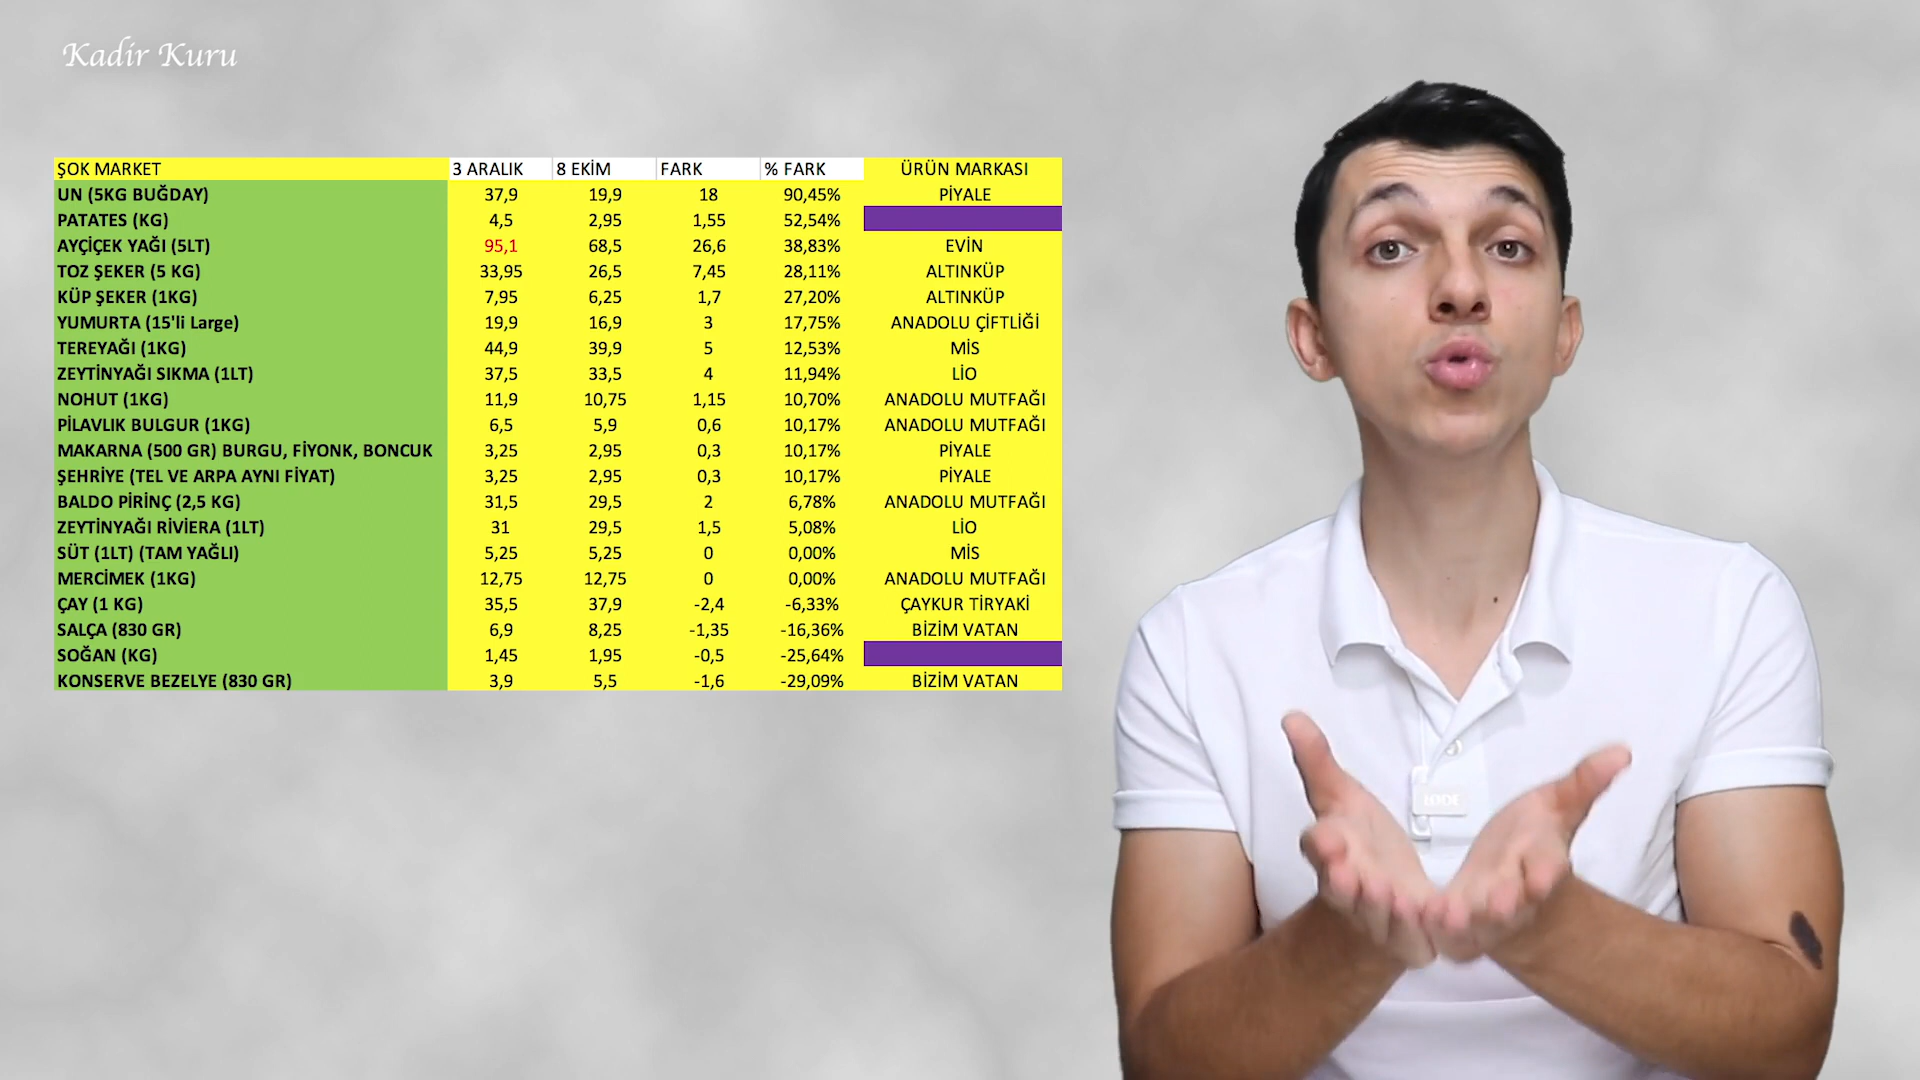 Kadir Kuru
ŞOK MARKET 3 ARALIK 8 EKİM FARK % FARK ÜRÜN MARKASI
UN (5KG BUĞDAY) 37,9 19,9 18 90,45% PİYALE
PATATES (KG) 4,5 2,95 1,55 52,54%
AYÇİÇEK YAĞI (5LT) 95,1 68,5 26,6 38,83% EVİN
TOZ ŞEKER (5 KG) 33,95 26,5 7,45 28,11% ALTINKÜP
KÜP ŞEKER (1KG) 7,95 6,25 1,7 27,20% ALTINKÜP
YUMURTA (15'li Large) 19,9 16,9 3 17,75% ANADOLU ÇİFTLİĞİ
TEREYAĞI (1KG) 44,9 39,9 5 12,53% MİS
ZEYTİNYAĞI SIKMA (1LT) 37,5 33,5 4 11,94% LİO
NOHUT (1KG) 11,9 10,75 1,15 10,70% ANADOLU MUTFAĞI
PİLAVLIK BULGUR (1KG) 6,5 5,9 0,6 10,17% ANADOLU MUTFAĞI
MAKARNA (500 GR) BURGU, FİYONK, BONCUK 3,25 2,95 0,3 10,17% PİYALE
ŞEHRİYE (TEL VE ARPA AYNI FİYAT) 3,25 2,95 0,3 10,17% PİYALE
BALDO PİRİNÇ (2,5 KG) 31,5 29,5 2 6,78% ANADOLU MUTFAĞI
ZEYTİNYAĞI RİVİERA (1LT) 31 29,5 1,5 5,08% LİO
SÜT (1LT) (TAM YAĞLI) 5,25 5,25 0 0,00% MİS
MERCİMEK (1KG) 12,75 12,75 0 0,00% ANADOLU MUTFAĞI
ÇAY (1 KG) 35,5 37,9 -2,4 -6,33% ÇAYKUR TİRYAKİ
SALÇA (830 GR) 6,9 8,25 -1,35 -16,36% BİZİM VATAN
SOĞAN (KG) 1,45 1,95 -0,5 -25,64%
KONSERVE BEZELYE (830 GR) 3,9 5,5 -1,6 -29,09% BİZİM VATAN